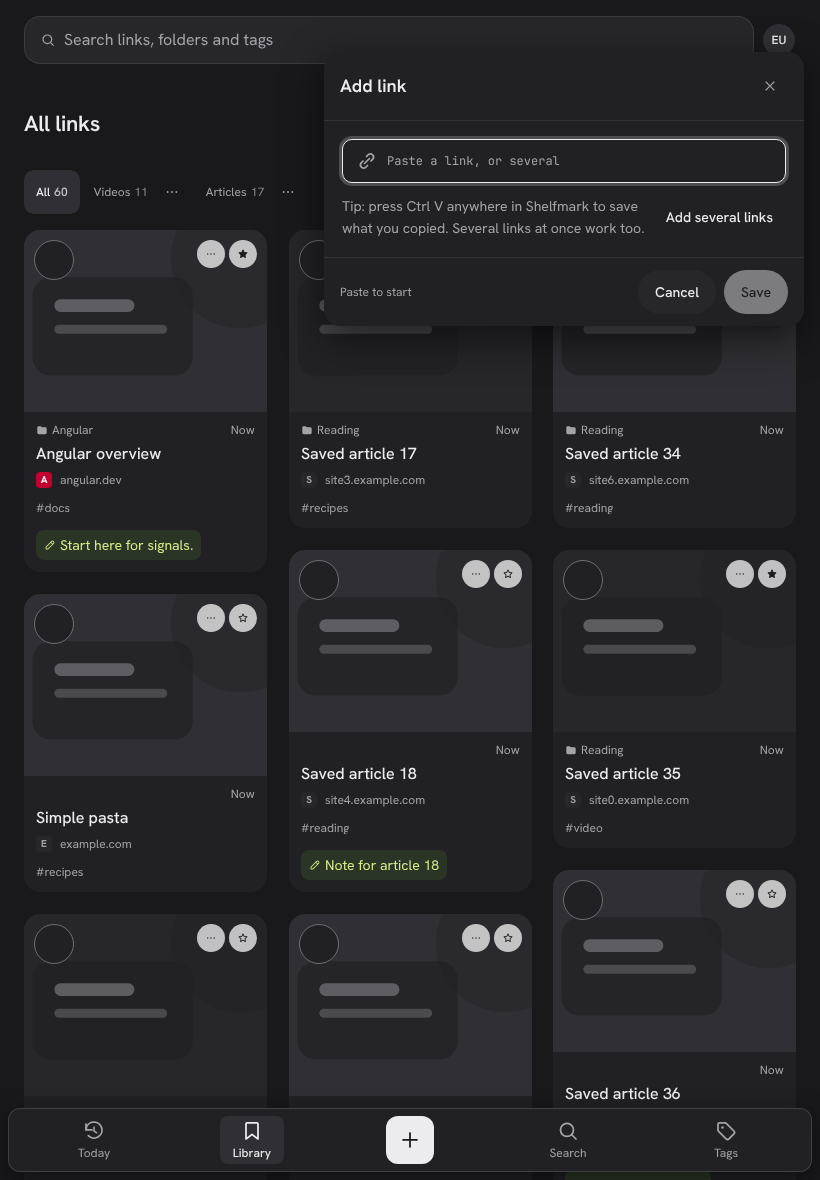 Search links, folders and tags
EU
Add link
All links
Paste a link, or several
All 60
Videos 11
Articles 17
Tip: press Ctrl V anywhere in Shelfmark to save
what you copied. Several links at once work too.
Add several links
Paste to start
Cancel
Save
Angular
Now
Angular overview
A
angular.dev
#docs
Start here for signals.
Reading
Now
Saved article 17
S
site3.example.com
#recipes
Reading
Now
Saved article 34
S
site6.example.com
#reading
Now
Simple pasta
E
example.com
#recipes
Now
Saved article 18
S
site4.example.com
#reading
Note for article 18
Reading
Now
Saved article 35
S
site0.example.com
#video
Now
Saved article 36
Today
Library
Search
Tags